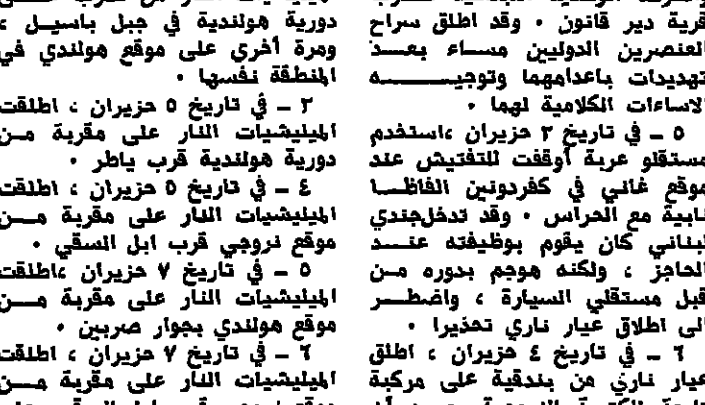 قرية دير قانون . وقد اطلق سراح
العنصرين الدوليين مساء بعد
تهديدات باعدامهما وتوجيه
الاساءات الكلامية لهما .
٥ ـ في تاريخ ٢ حزيران ،استخدم
مستقلو عربة أوقفت للتفتيش عند
موقع غاني في كفردونين الفاظا
نابية مع الحراس . وقد تدخل جندي
لبناني كان يقوم بوظيفته عند
الحاجز ، ولكنه هوجم بدوره من
قبل مستقلي السيارة ، واضطر
الى اطلاق عيار ناري تحذيرا .
٦ ـ في تاريخ ٤ حزيران ، اطلق
عيار ناري من بندقية على مركبة
دورية هولندية في جبل باسيل ،
ومرة أخرى على موقع هولندي في
المنطقة نفسها .
٣ ـ في تاريخ ٥ حزيران ، اطلقت
الميليشيات النار على مقربة من
دورية هولندية قرب ياطر .
٤ ـ في تاريخ ٥ حزيران ، اطلقت
الميليشيات النار على مقربة من
موقع نروجي قرب ابل السقي .
٥ ـ في تاريخ ٧ حزيران ،اطلقت
الميليشيات النار على مقربة من
موقع هولندي بجوار صربين .
٦ ـ في تاريخ ٧ حزيران ، اطلقت
الميليشيات النار على مقربة من